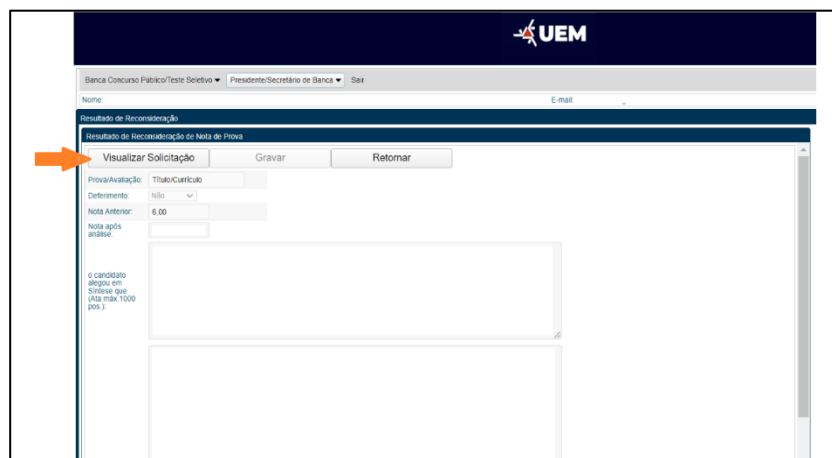 UEM
Banca Concurso Público/Teste Seletivo Presidente/Secretário de Banca Sair
Nome: E-mail:
Resultado de Reconsideração
Resultado de Reconsideração de Nota de Prova
Visualizar Solicitação Gravar Retornar
Prova/Avaliação: Título/Currículo
Deferimento: Não
Nota Anterior: 6,00
Nota após
análise:
o candidato
alegou em
Síntese que
(Ata máx.1000
pos.):